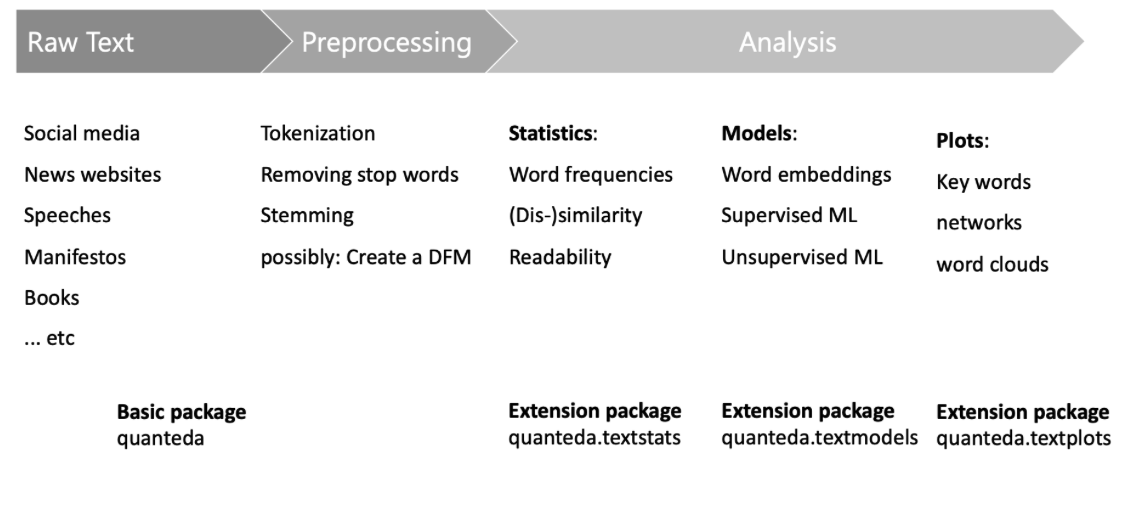 Raw Text
Preprocessing
Analysis
Social media
News websites
Speeches
Manifestos
Books
... etc
Tokenization
Removing stop words
Stemming
possibly: Create a DFM
Statistics:
Word frequencies
(Dis-)similarity
Readability
Models:
Word embeddings
Supervised ML
Unsupervised ML
Plots:
Key words
networks
word clouds
Basic package
quanteda
Extension package
quanteda.textstats
Extension package
quanteda.textmodels
Extension package
quanteda.textplots